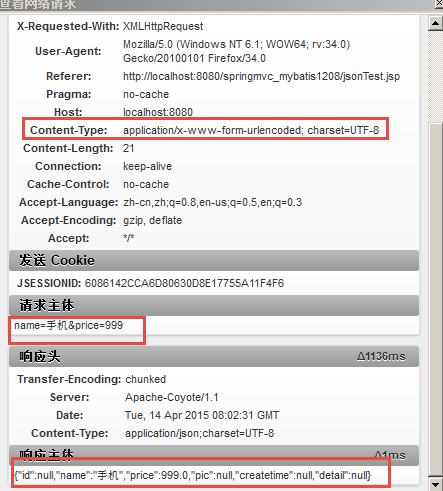 查看网络请求
X-Requested-With: XMLHttpRequest
User-Agent: Mozilla/5.0 (Windows NT 6.1; WOW64; rv:34.0)
Gecko/20100101 Firefox/34.0
Referer: http://localhost:8080/springmvc_mybatis1208/jsonTest.jsp
Pragma: no-cache
Host: localhost:8080
Content-Type: application/x-www-form-urlencoded; charset=UTF-8
Content-Length: 21
Connection: keep-alive
Cache-Control: no-cache
Accept-Language: zh-cn,zh;q=0.8,en-us;q=0.5,en;q=0.3
Accept-Encoding: gzip, deflate
Accept: */*
发送 Cookie
JSESSIONID: 6086142CCA6D80630D8E17755A11F4F6
请求主体
name=手机&price=999
响应头 Δ1136ms
Transfer-Encoding: chunked
Server: Apache-Coyote/1.1
Date: Tue, 14 Apr 2015 08:02:31 GMT
Content-Type: application/json;charset=UTF-8
响应主体 Δ1ms
{"id":null,"name":"手机","price":999.0,"pic":null,"createtime":null,"detail":null}